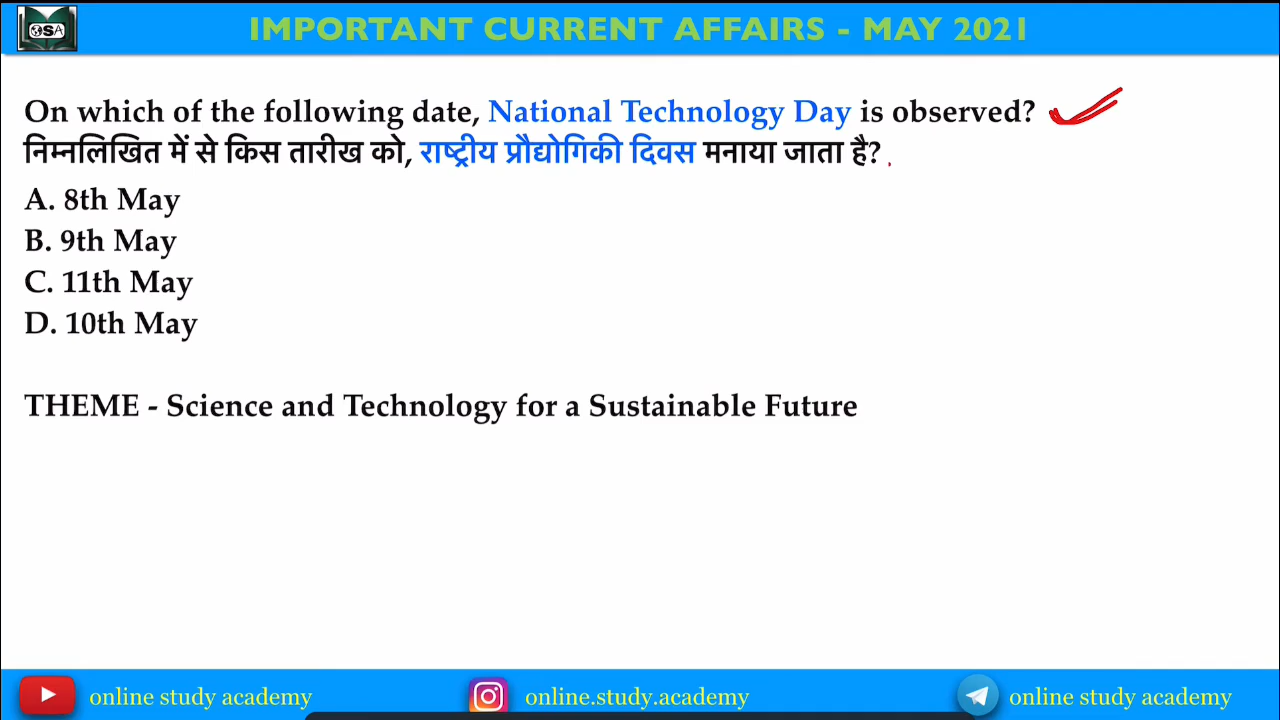 OSA
IMPORTANT CURRENT AFFAIRS - MAY 2021
On which of the following date, National Technology Day is observed?
निम्नलिखित में से किस तारीख को, राष्ट्रीय प्रौद्योगिकी दिवस मनाया जाता है?
A. 8th May
B. 9th May
C. 11th May
D. 10th May
THEME - Science and Technology for a Sustainable Future
online study academy
online.study.academy
online study academy